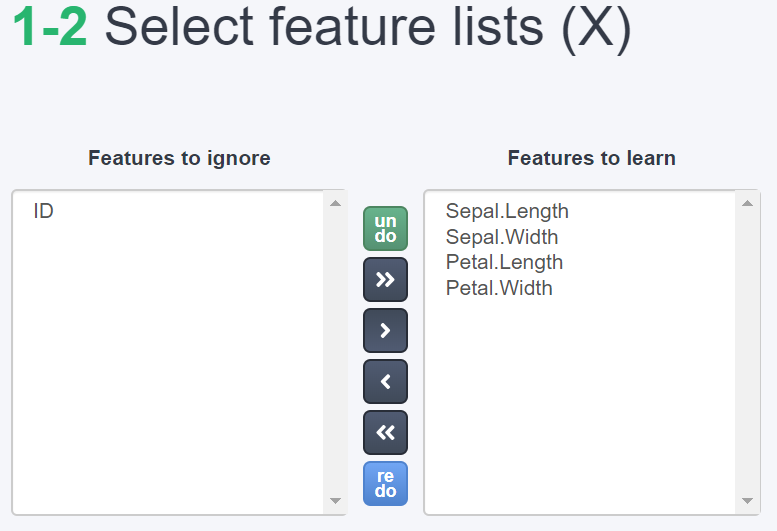 1-2 Select feature lists (X)
Features to ignore
ID
un
do
re
do
Features to learn
Sepal.Length
Sepal.Width
Petal.Length
Petal.Width